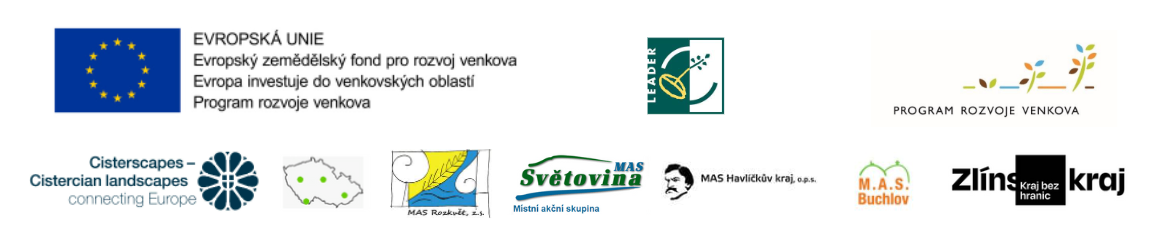 EVROPSKÁ UNIE
Evropský zemědělský fond pro rozvoj venkova
Evropa investuje do venkovských oblastí
Program rozvoje venkova
LEADER
PROGRAM ROZVOJE VENKOVA
Cisterscapes –
Cistercian landscapes
connecting Europe
MAS Rozkvět, z.s.
MAS
Světovina
Místní akční skupina
MAS Havlíčkův kraj, o.p.s.
M.A.S.
Buchlov
Zlínský kraj
Kraj bez
hranic